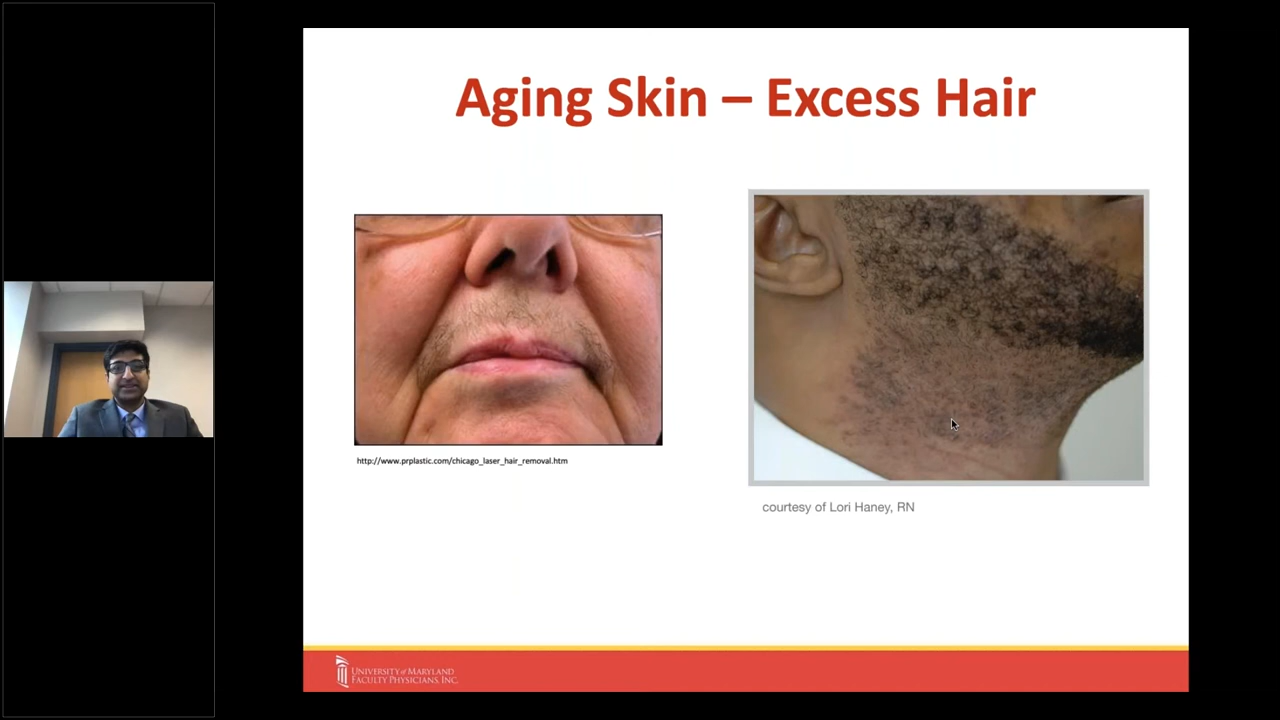 Aging Skin – Excess Hair
http://www.prplastic.com/chicago_laser_hair_removal.htm
courtesy of Lori Haney, RN
UNIVERSITY of MARYLAND
FACULTY PHYSICIANS, INC.